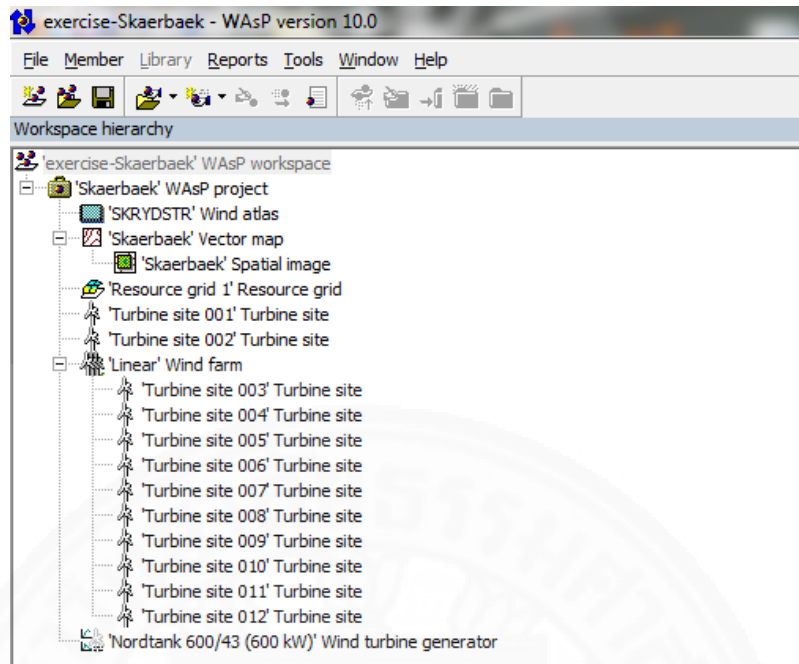 exercise-Skaerbaek - WAsP version 10.0
File Member Library Reports Tools Window Help
Workspace hierarchy
'exercise-Skaerbaek' WAsP workspace
'Skaerbaek' WAsP project
'SKRYDSTR' Wind atlas
'Skaerbaek' Vector map
'Skaerbaek' Spatial image
'Resource grid 1' Resource grid
'Turbine site 001' Turbine site
'Turbine site 002' Turbine site
'Linear' Wind farm
'Turbine site 003' Turbine site
'Turbine site 004' Turbine site
'Turbine site 005' Turbine site
'Turbine site 006' Turbine site
'Turbine site 007' Turbine site
'Turbine site 008' Turbine site
'Turbine site 009' Turbine site
'Turbine site 010' Turbine site
'Turbine site 011' Turbine site
'Turbine site 012' Turbine site
'Nordtank 600/43 (600 kW)' Wind turbine generator